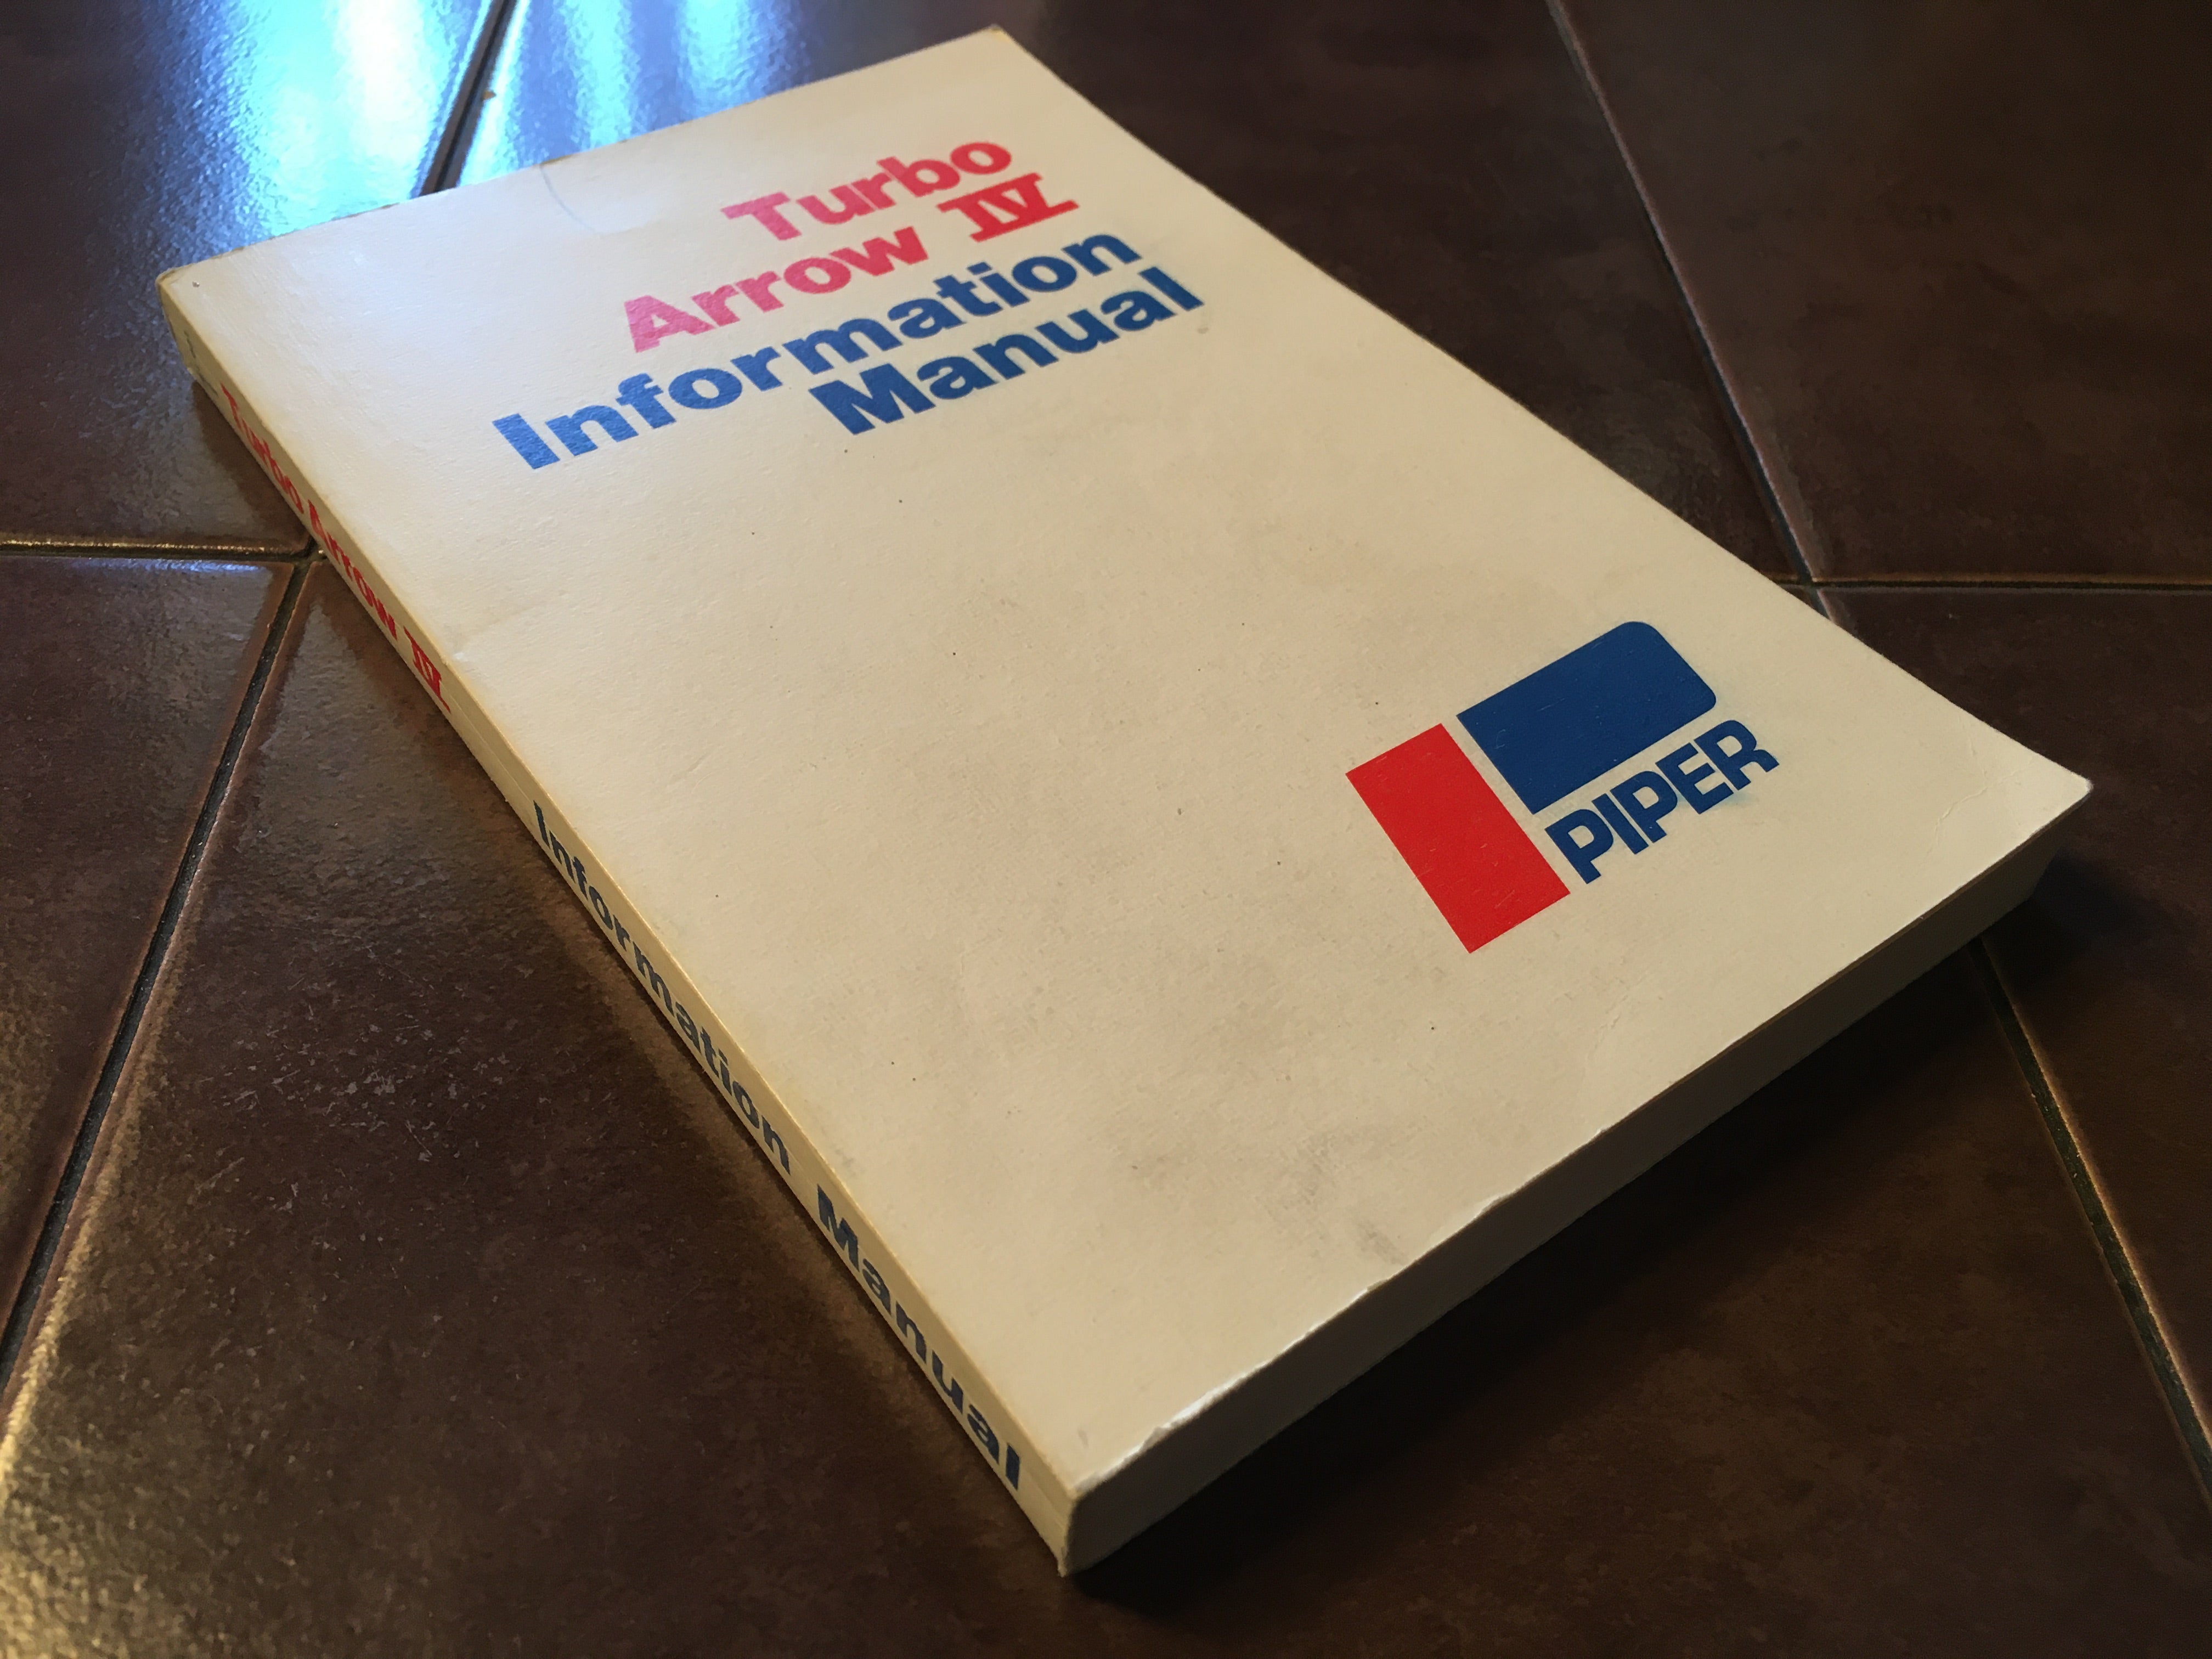 Turbo
Arrow IV
Information
Manual
PIPER
Turbo Arrow IV Information Manual